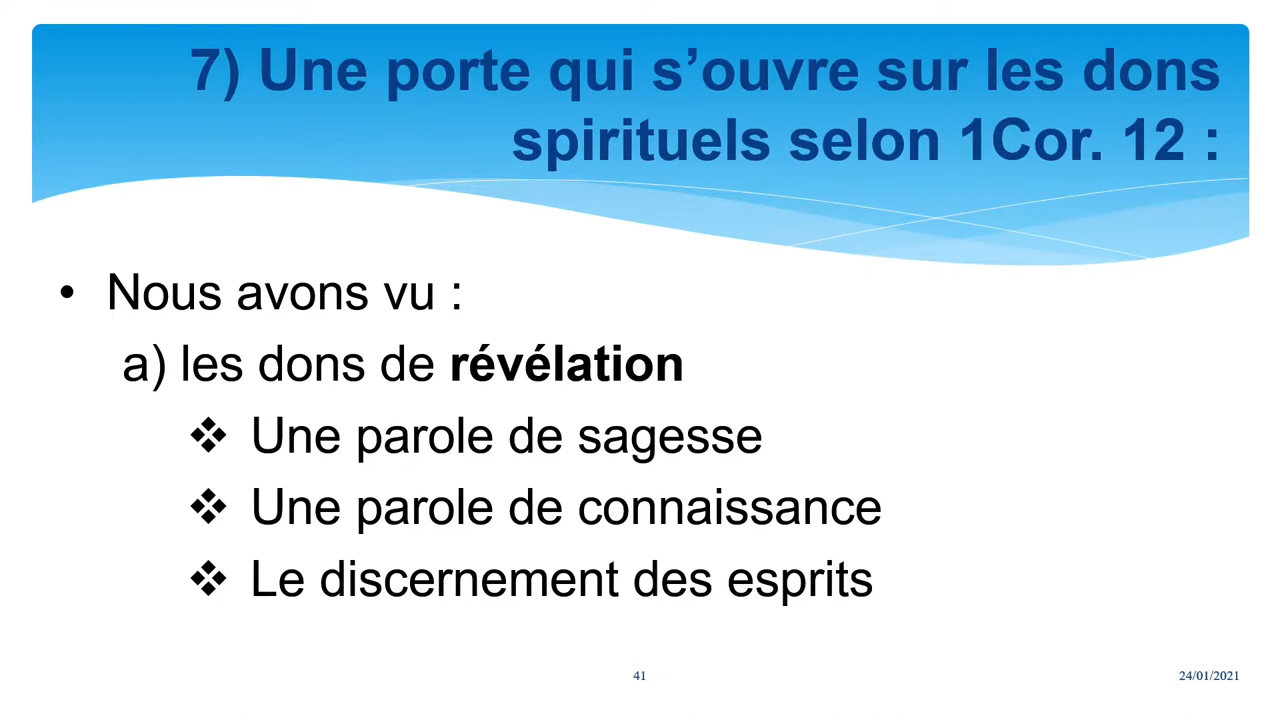 7) Une porte qui s’ouvre sur les dons
spirituels selon 1Cor. 12 :
• Nous avons vu :
a) les dons de révélation
❖ Une parole de sagesse
❖ Une parole de connaissance
❖ Le discernement des esprits
41
24/01/2021